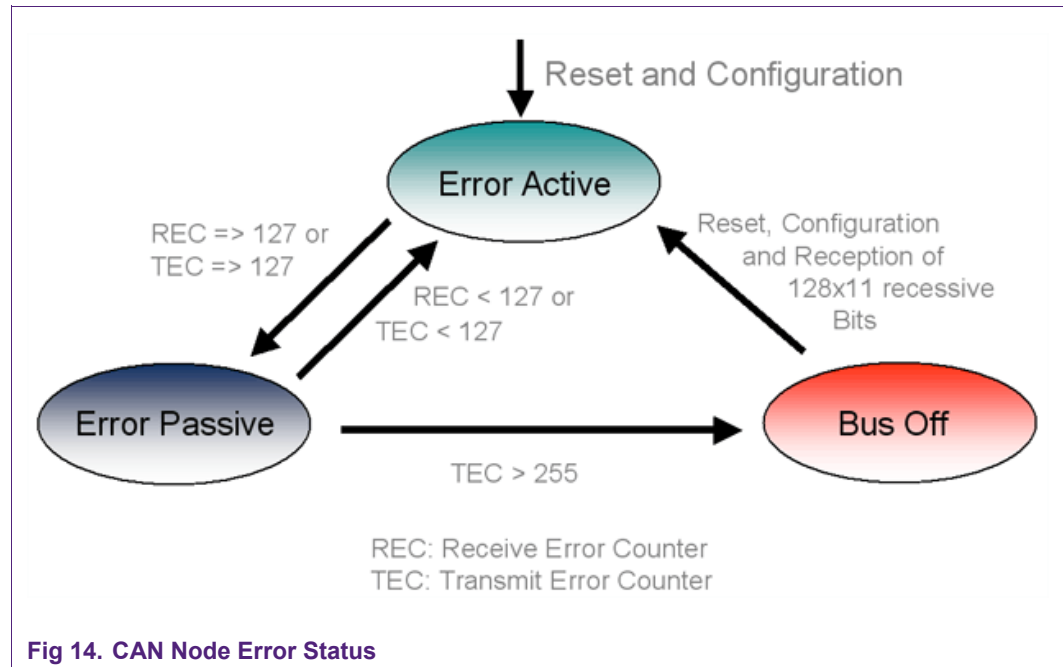 Reset and Configuration
Error Active
REC => 127 or
TEC => 127
REC < 127 or
TEC < 127
Reset, Configuration
and Reception of
128x11 recessive
Bits
Error Passive
Bus Off
TEC > 255
REC: Receive Error Counter
TEC: Transmit Error Counter
Fig 14. CAN Node Error Status